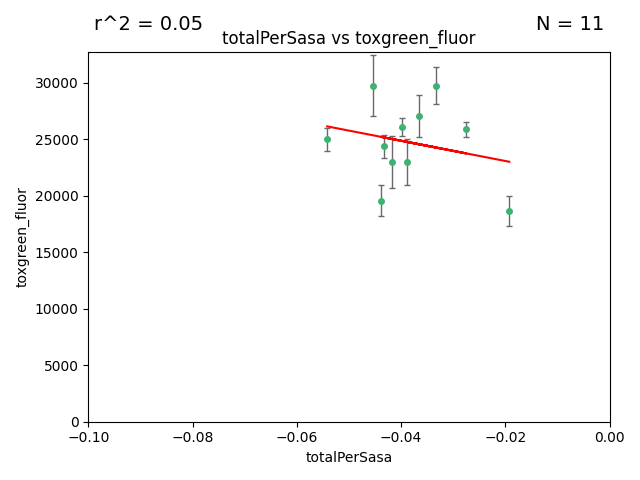 r^2 = 0.05
N = 11
totalPerSasa vs toxgreen_fluor
30000
25000
20000
15000
10000
5000
0
toxgreen_fluor
−0.10
−0.08
−0.06
−0.04
−0.02
0.00
totalPerSasa